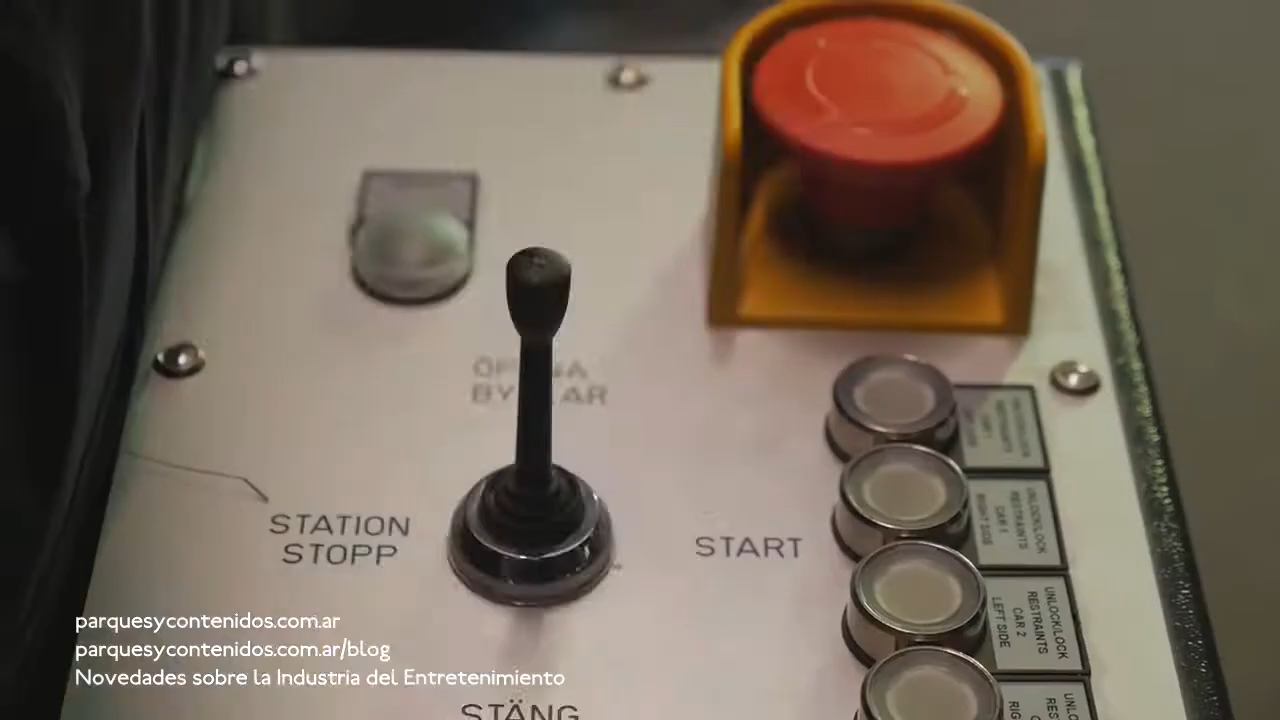 ÖPPNA
BYGLAR
STATION
STOPP
START
STÄNG
UNLOCK/LOCK
RESTRAINTS
CAR 1
RIGHT SIDE
UNLOCK/LOCK
RESTRAINTS
CAR 2
LEFT SIDE
parquesycontenidos.com.ar
parquesycontenidos.com.ar/blog
Novedades sobre la Industria del Entretenimiento